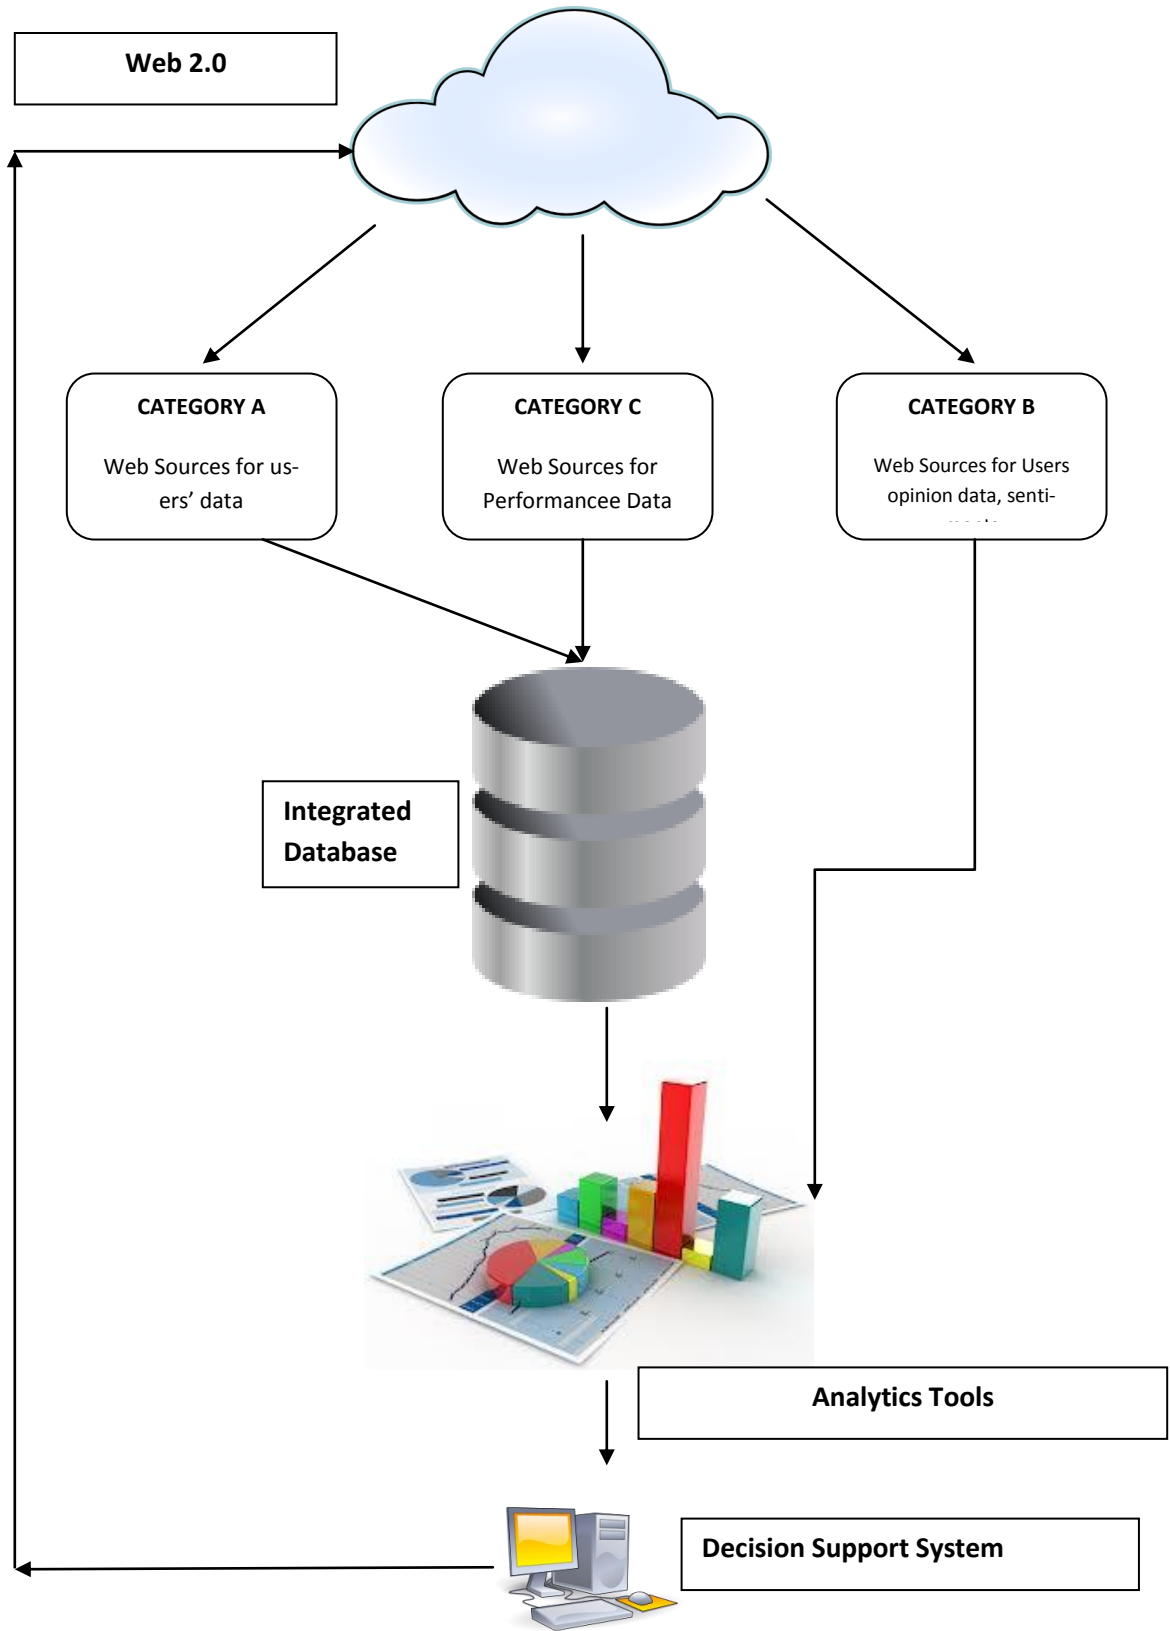 Web 2.0
CATEGORY A
Web Sources for us-
ers’ data
CATEGORY C
Web Sources for
Performancee Data
CATEGORY B
Web Sources for Users
opinion data, senti-
Integrated
Database
Analytics Tools
Decision Support System